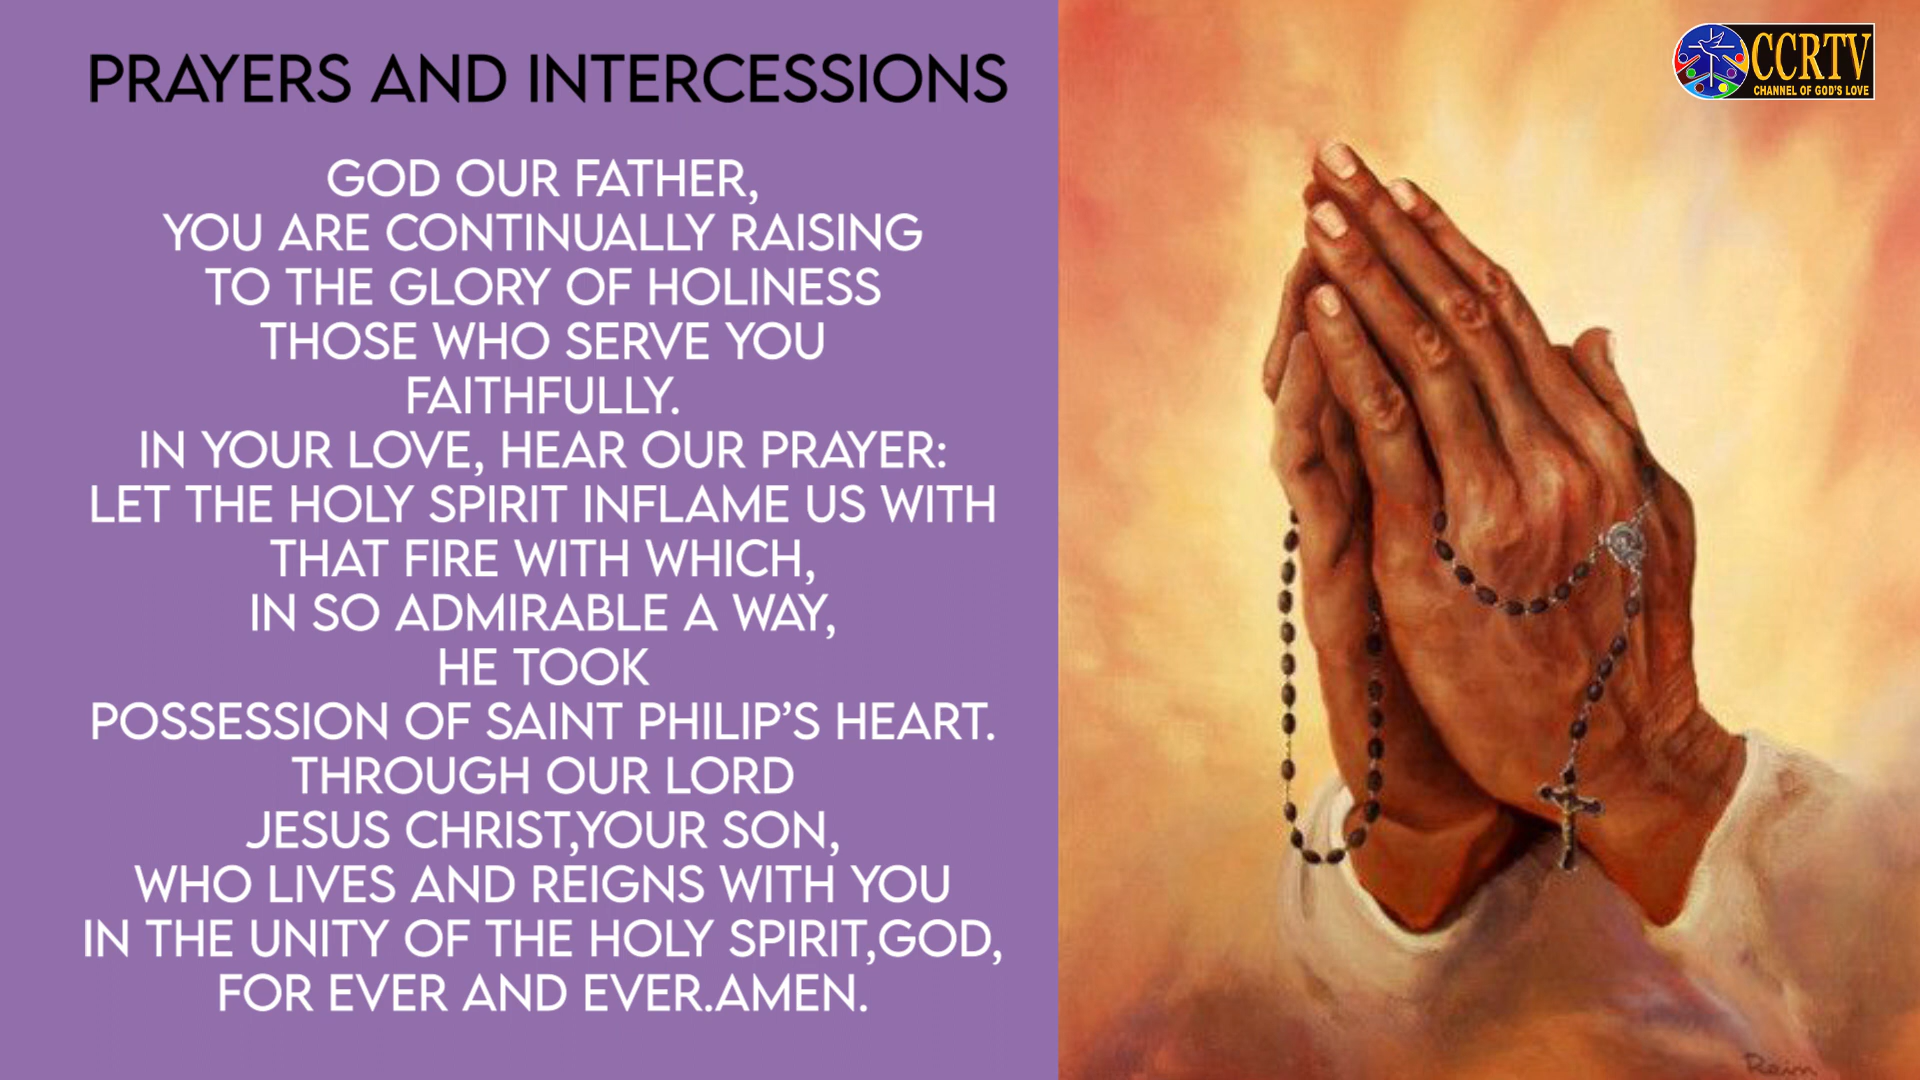 PRAYERS AND INTERCESSIONS
GOD OUR FATHER,
YOU ARE CONTINUALLY RAISING
TO THE GLORY OF HOLINESS
THOSE WHO SERVE YOU
FAITHFULLY.
IN YOUR LOVE, HEAR OUR PRAYER:
LET THE HOLY SPIRIT INFLAME US WITH
THAT FIRE WITH WHICH,
IN SO ADMIRABLE A WAY,
HE TOOK
POSSESSION OF SAINT PHILIP'S HEART.
THROUGH OUR LORD
JESUS CHRIST,YOUR SON,
WHO LIVES AND REIGNS WITH YOU
IN THE UNITY OF THE HOLY SPIRIT,GOD,
FOR EVER AND EVER.AMEN.
CCRTV
CHANNEL OF GOD'S LOVE